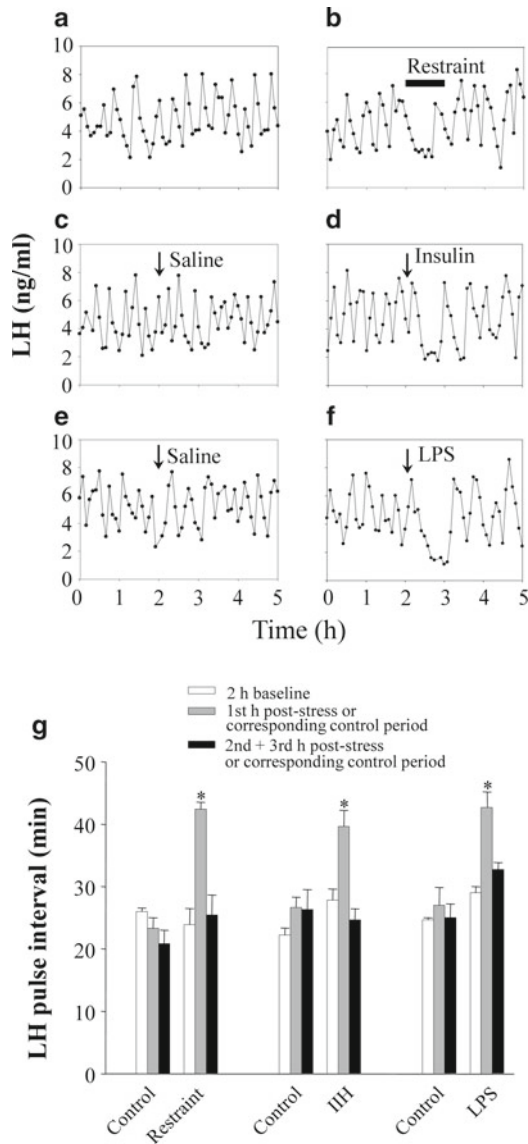 a
b
Restraint
10
8
6
4
2
0
c
d
Saline
Insulin
10
8
6
4
2
0
e
f
Saline
LPS
10
8
6
4
2
0
0 1 2 3 4 5
0 1 2 3 4 5
LH (ng/ml)
Time (h)
g
2 h baseline
1st h post-stress or
corresponding control period
2nd + 3rd h post-stress
or corresponding control period
LH pulse interval (min)
50
40
30
20
10
0
* * *
Control Restraint Control IIH Control LPS